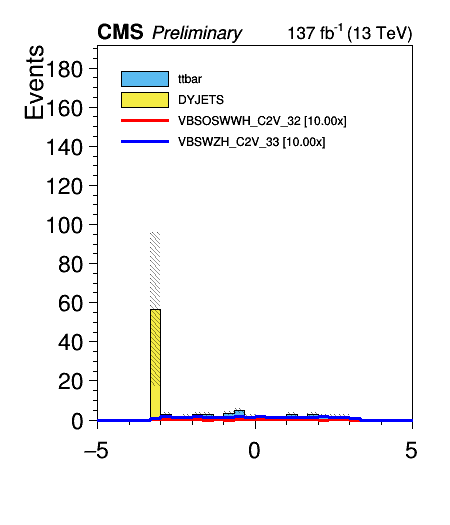 CMS Preliminary 137 fb-1 (13 TeV)
Events
ttbar
DYJETS
VBSOSWWH_C2V_32 [10.00x]
VBSWZH_C2V_33 [10.00x]
180
160
140
120
100
80
60
40
20
0
−5 0 5